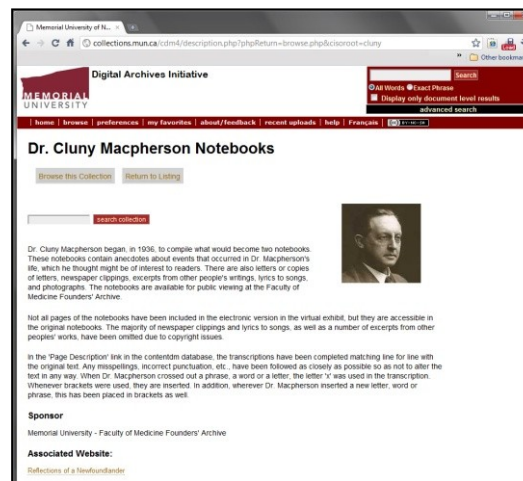 Memorial University of N...
collections.mun.ca/cdm4/description.php?phpReturn=browse.php&cisoroot=cluny
Other bookmar
Digital Archives Initiative
MEMORIAL
UNIVERSITY
Search
All Words Exact Phrase
Display only document level results
advanced search
| home | browse | preferences | my favorites | about/feedback | recent uploads | help | Français |
Dr. Cluny Macpherson Notebooks
Browse this Collection Return to Listing
search collection
Dr. Cluny Macpherson began, in 1936, to compile what would become two notebooks.
These notebooks contain anecdotes about events that occurred in Dr. Macpherson's
life, which he thought might be of interest to readers. There are also letters or copies
of letters, newspaper clippings, excerpts from other people's writings, lyrics to songs,
and photographs. The notebooks are available for public viewing at the Faculty of
Medicine Founders' Archive.
Not all pages of the notebooks have been included in the electronic version in the virtual exhibit, but they are accessible in
the original notebooks. The majority of newspaper clippings and lyrics to songs, as well as a number of excerpts from other
peoples' works, have been omitted due to copyright issues.
In the 'Page Description' link in the contentdm database, the transcriptions have been completed matching line for line with
the original text. Any misspellings, incorrect punctuation, etc., have been followed as closely as possible so as not to alter the
text in any way. When Dr. Macpherson crossed out a phrase, a word or a letter, the letter 'x' was used in the transcription.
Whenever brackets were used, they are inserted. In addition, wherever Dr. Macpherson inserted a new letter, word or
phrase, this has been placed in brackets as well.
Sponsor
Memorial University - Faculty of Medicine Founders' Archive
Associated Website:
Reflections of a Newfoundlander